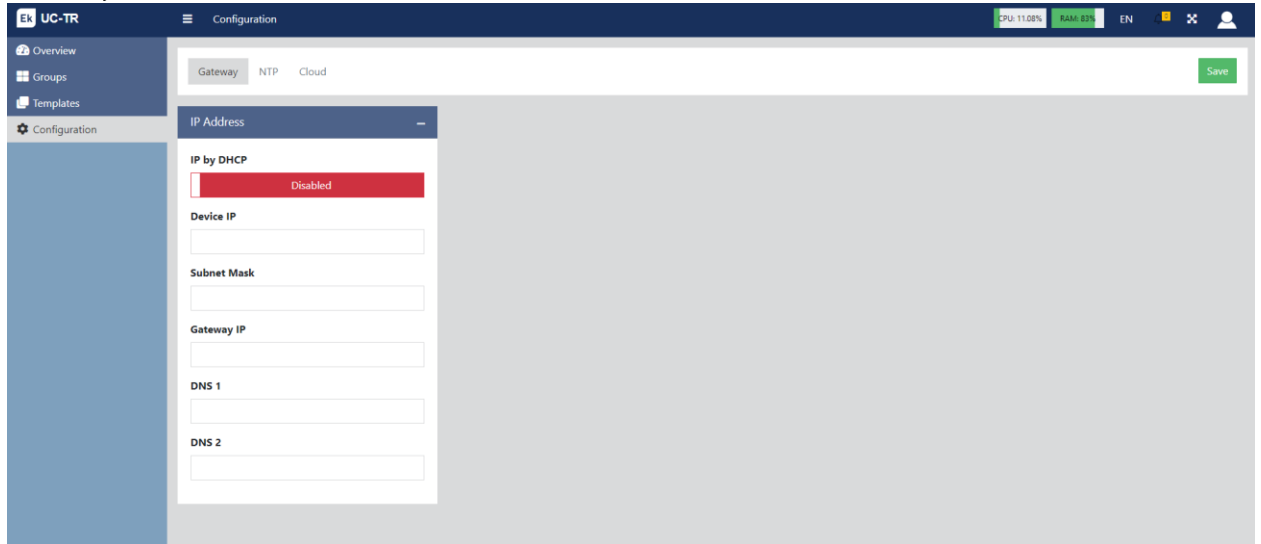 Ek UC-TR
Configuration
CPU: 11.08%
RAM: 83%
EN
Overview
Groups
Templates
Configuration
Gateway NTP Cloud
Save
IP Address
IP by DHCP
Disabled
Device IP
Subnet Mask
Gateway IP
DNS 1
DNS 2